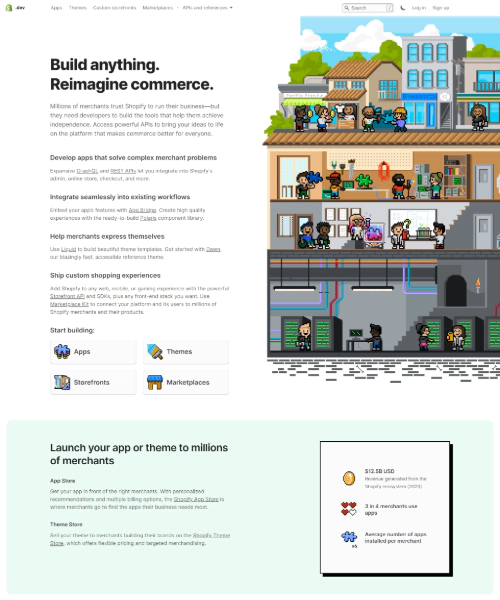 .dev
Apps Themes Custom storefronts Marketplaces APIs and references
Search /
Log in Sign up
Build anything.
Reimagine commerce.
Millions of merchants trust Shopify to run their business—but
they need developers to build the tools that help them achieve
independence. Access powerful APIs to bring your ideas to life
on the platform that makes commerce better for everyone.
Develop apps that solve complex merchant problems
Expansive GraphQL and REST APIs let you integrate into Shopify's
admin, online store, checkout, and more.
Integrate seamlessly into existing workflows
Embed your app's features with App Bridge. Create high quality
experiences with the ready-to-build Polaris component library.
Help merchants express themselves
Use Liquid to build beautiful theme templates. Get started with Dawn,
our blazingly fast, accessible reference theme.
Ship custom shopping experiences
Add Shopify to any web, mobile, or gaming experience with the powerful
Storefront API and SDKs, plus any front-end stack you want. Use
Marketplace Kit to connect your platform and its users to millions of
Shopify merchants and their products.
Start building:
Apps
Themes
Storefronts
Marketplaces
Launch your app or theme to millions
of merchants
App Store
Get your app in front of the right merchants. With personalized
recommendations and multiple billing options, the Shopify App Store is
where merchants go to find the apps their business needs most.
Theme Store
Sell your theme to merchants building their brands on the Shopify Theme
Store, which offers flexible pricing and targeted merchandising.
$12.5B USD
Revenue generated from the
Shopify ecosystem (2020)
3 in 4 merchants use
apps
Average number of apps
installed per merchant
x6